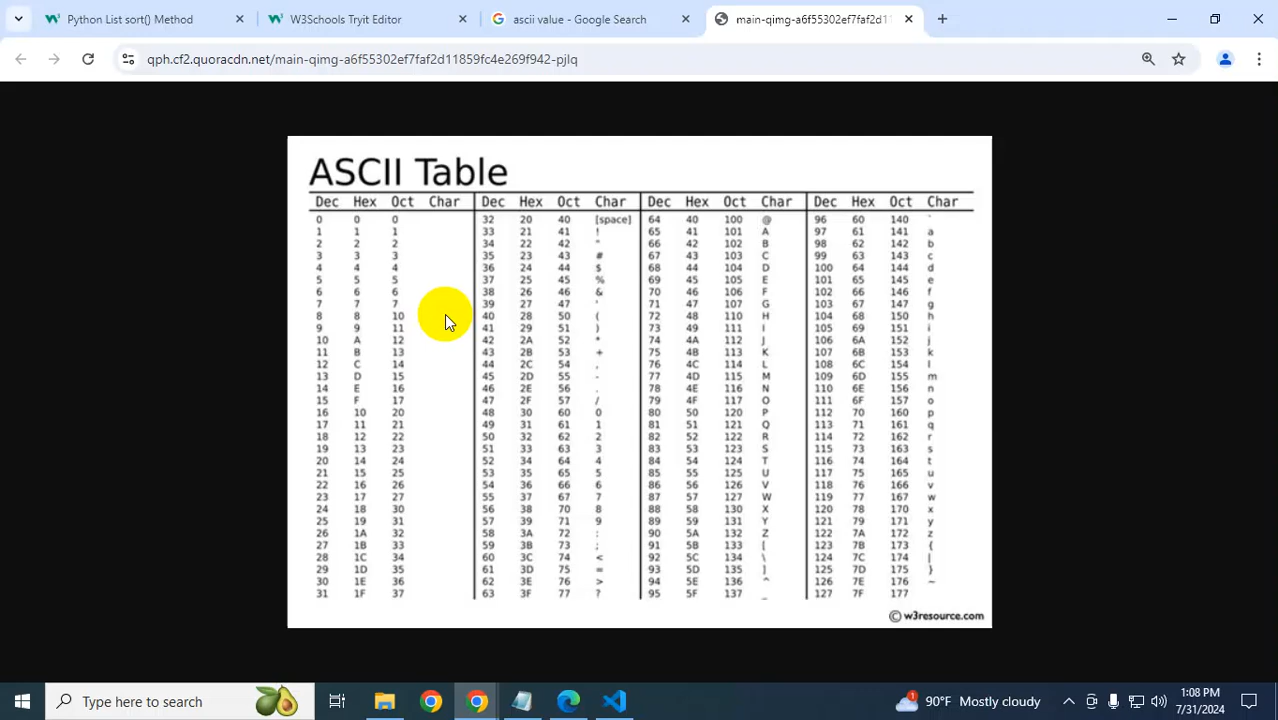 Python List sort() Method
W3Schools Tryit Editor
ascii value - Google Search
main-qimg-a6f55302ef7faf2d11
qph.cf2.quoracdn.net/main-qimg-a6f55302ef7faf2d11859fc4e269f942-pjlq
ASCII Table
Dec Hex Oct Char Dec Hex Oct Char Dec Hex Oct Char Dec Hex Oct Char
0 0 0 32 20 40 [space] 64 40 100 @ 96 60 140 `
1 1 1 33 21 41 ! 65 41 101 A 97 61 141 a
2 2 2 34 22 42 " 66 42 102 B 98 62 142 b
3 3 3 35 23 43 # 67 43 103 C 99 63 143 c
4 4 4 36 24 44 $ 68 44 104 D 100 64 144 d
5 5 5 37 25 45 % 69 45 105 E 101 65 145 e
6 6 6 38 26 46 & 70 46 106 F 102 66 146 f
7 7 7 39 27 47 ' 71 47 107 G 103 67 147 g
8 8 10 40 28 50 ( 72 48 110 H 104 68 150 h
9 9 11 41 29 51 ) 73 49 111 I 105 69 151 i
10 A 12 42 2A 52 * 74 4A 112 J 106 6A 152 j
11 B 13 43 2B 53 + 75 4B 113 K 107 6B 153 k
12 C 14 44 2C 54 , 76 4C 114 L 108 6C 154 l
13 D 15 45 2D 55 - 77 4D 115 M 109 6D 155 m
14 E 16 46 2E 56 . 78 4E 116 N 110 6E 156 n
15 F 17 47 2F 57 / 79 4F 117 O 111 6F 157 o
16 10 20 48 30 60 0 80 50 120 P 112 70 160 p
17 11 21 49 31 61 1 81 51 121 Q 113 71 161 q
18 12 22 50 32 62 2 82 52 122 R 114 72 162 r
19 13 23 51 33 63 3 83 53 123 S 115 73 163 s
20 14 24 52 34 64 4 84 54 124 T 116 74 164 t
21 15 25 53 35 65 5 85 55 125 U 117 75 165 u
22 16 26 54 36 66 6 86 56 126 V 118 76 166 v
23 17 27 55 37 67 7 87 57 127 W 119 77 167 w
24 18 30 56 38 70 8 88 58 130 X 120 78 170 x
25 19 31 57 39 71 9 89 59 131 Y 121 79 171 y
26 1A 32 58 3A 72 : 90 5A 132 Z 122 7A 172 z
27 1B 33 59 3B 73 ; 91 5B 133 [ 123 7B 173 {
28 1C 34 60 3C 74 < 92 5C 134 \ 124 7C 174 |
29 1D 35 61 3D 75 = 93 5D 135 ] 125 7D 175 }
30 1E 36 62 3E 76 > 94 5E 136 ^ 126 7E 176 ~
31 1F 37 63 3F 77 ? 95 5F 137 _ 127 7F 177
© w3resource.com
Type here to search
1
90°F Mostly cloudy
1:08 PM
7/31/2024